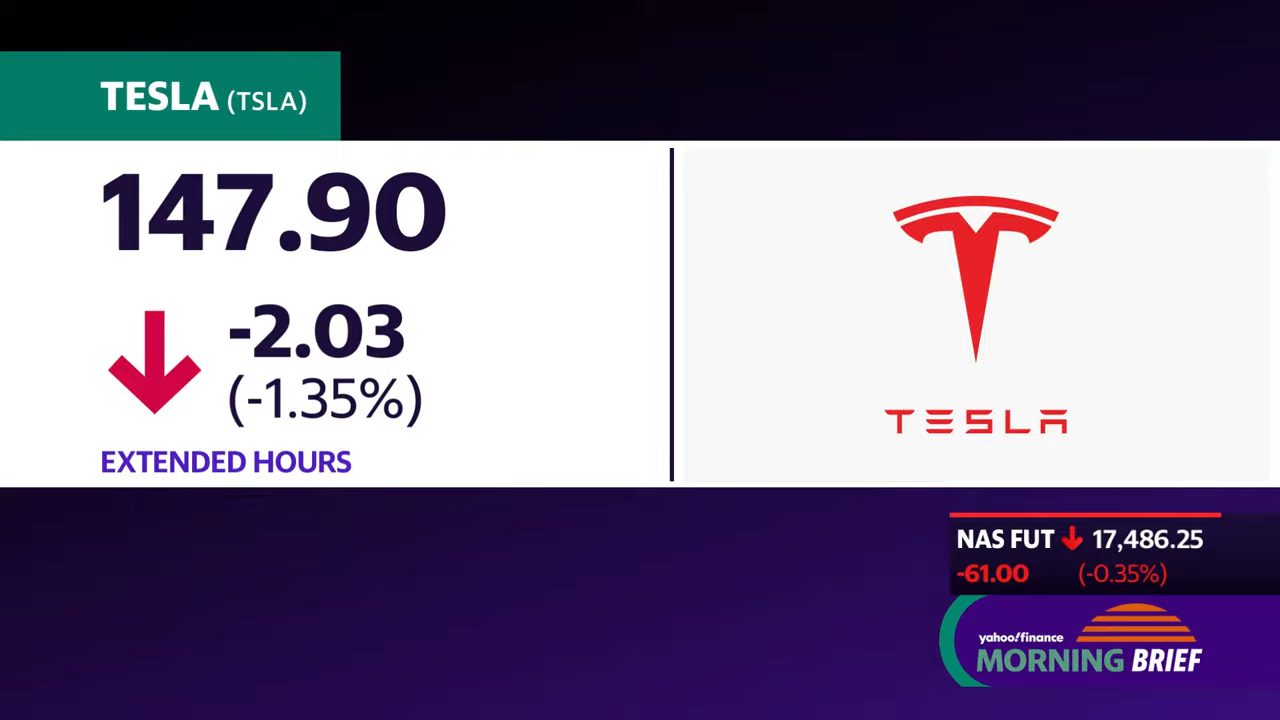 TESLA (TSLA)
147.90
-2.03
(-1.35%)
EXTENDED HOURS
TESLA
NAS FUT 17,486.25
-61.00 (-0.35%)
yahoo!finance
MORNING BRIEF